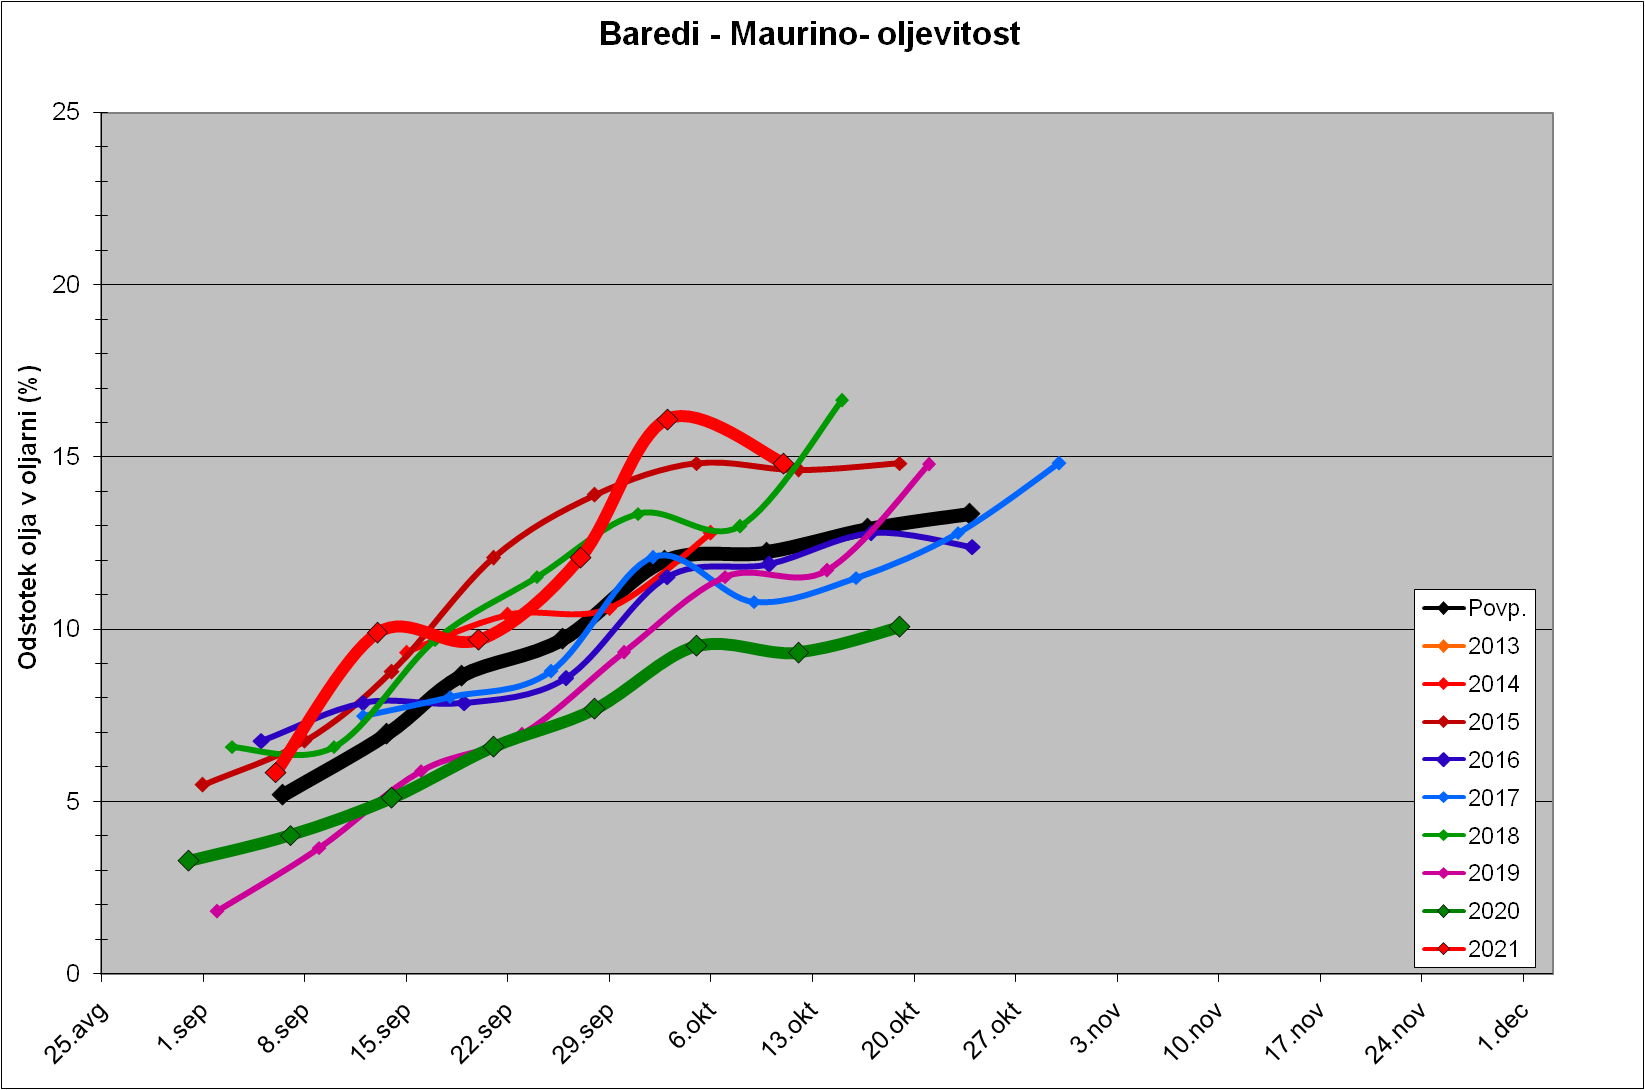 Baredi - Maurino- oljevitost
Odstotek olja v oljarni (%)
25
20
15
10
5
0
25.avg
1.sep
8.sep
15.sep
22.sep
29.sep
6.okt
13.okt
20.okt
27.okt
3.nov
10.nov
17.nov
24.nov
1.dec
Povp.
2013
2014
2015
2016
2017
2018
2019
2020
2021